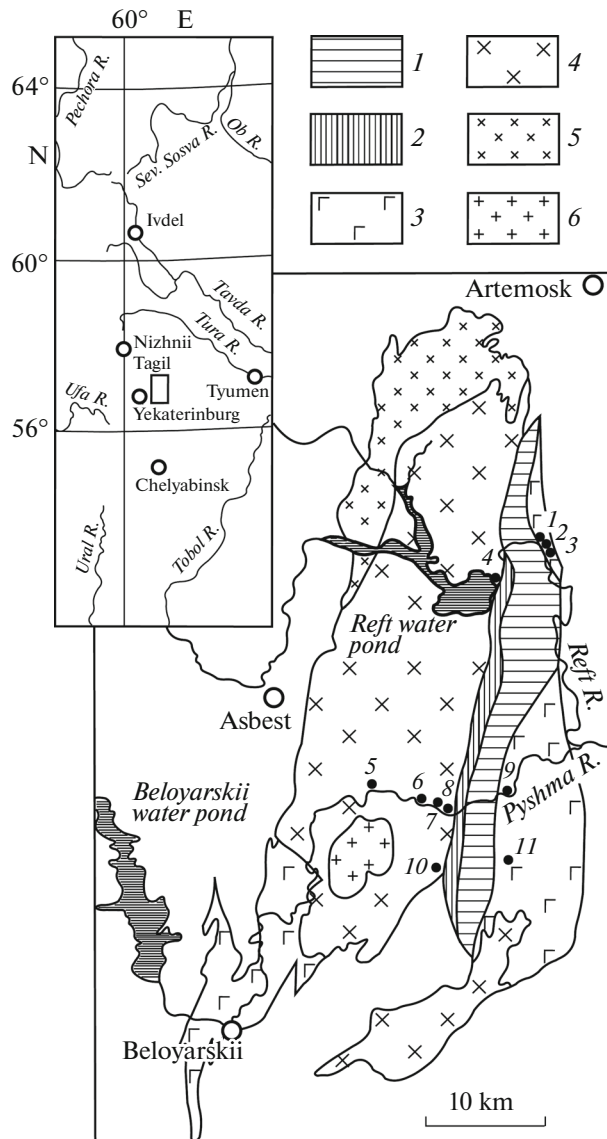 60° E
64°
N
60°
56°
Pechora R.
Sev. Sosva R.
Ob R.
Ivdel
Tavda R.
Tura R.
Nizhnii
Tagil
Ufa R.
Yekaterinburg
Tyumen
Chelyabinsk
Ural R.
Tobol R.
1
2
3
4
5
6
Artemosk
1
2
3
4
Reft water
pond
Reft R.
Asbest
5
6
7
8
9
Pyshma R.
Beloyarskii
water pond
10
11
Beloyarskii
10 km